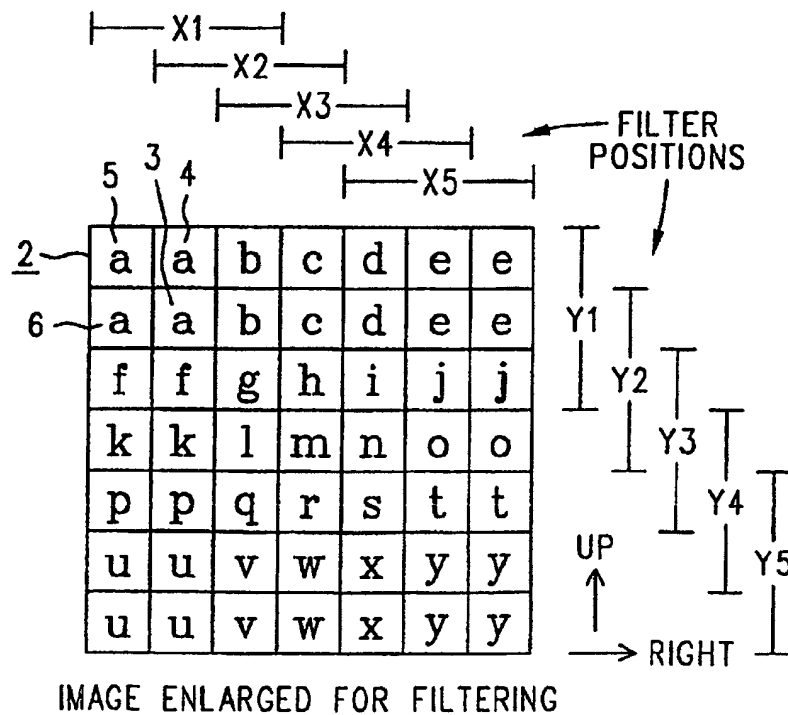 X1
X2
X3
X4
X5
FILTER
POSITIONS
5 3 4
2
6
a a b c d e e
a a b c d e e
f f g h i j j
k k l m n o o
p p q r s t t
u u v w x y y
u u v w x y y
Y1
Y2
Y3
Y4
Y5
UP
RIGHT
IMAGE ENLARGED FOR FILTERING